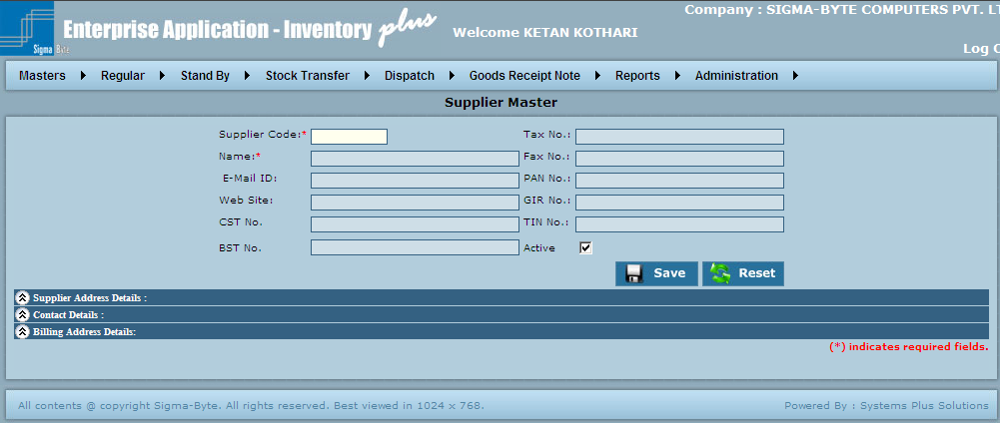 Company : SIGMA-BYTE COMPUTERS PVT.
Enterprise Application - Inventory plus
Welcome KETAN KOTHARI
Sigma Byte
Log
Masters Regular Stand By Stock Transfer Dispatch Goods Receipt Note Reports Administration
Supplier Master
Supplier Code:* Tax No.:
Name:* Fax No.:
E-Mail ID: PAN No.:
Web Site: GIR No.:
CST No. TIN No.:
BST No. Active
Save Reset
Supplier Address Details :
Contact Details :
Billing Address Details:
(*) indicates required fields.
All contents @ copyright Sigma-Byte. All rights reserved. Best viewed in 1024 x 768. Powered By : Systems Plus Solutions